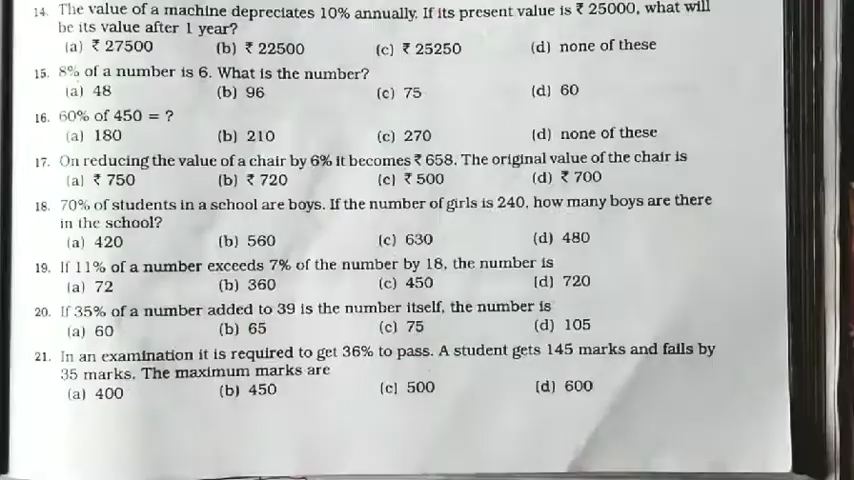 14. The value of a machine depreciates 10% annually. If its present value is ₹ 25000, what will
be its value after 1 year?
(a) ₹ 27500 (b) ₹ 22500 (c) ₹ 25250 (d) none of these
15. 8% of a number is 6. What is the number?
(a) 48 (b) 96 (c) 75 (d) 60
16. 60% of 450 = ?
(a) 180 (b) 210 (c) 270 (d) none of these
17. On reducing the value of a chair by 6% it becomes ₹ 658. The original value of the chair is
(a) ₹ 750 (b) ₹ 720 (c) ₹ 500 (d) ₹ 700
18. 70% of students in a school are boys. If the number of girls is 240, how many boys are there
in the school?
(a) 420 (b) 560 (c) 630 (d) 480
19. If 11% of a number exceeds 7% of the number by 18, the number is
(a) 72 (b) 360 (c) 450 (d) 720
20. If 35% of a number added to 39 is the number itself, the number is
(a) 60 (b) 65 (c) 75 (d) 105
21. In an examination it is required to get 36% to pass. A student gets 145 marks and fails by
35 marks. The maximum marks are
(a) 400 (b) 450 (c) 500 (d) 600